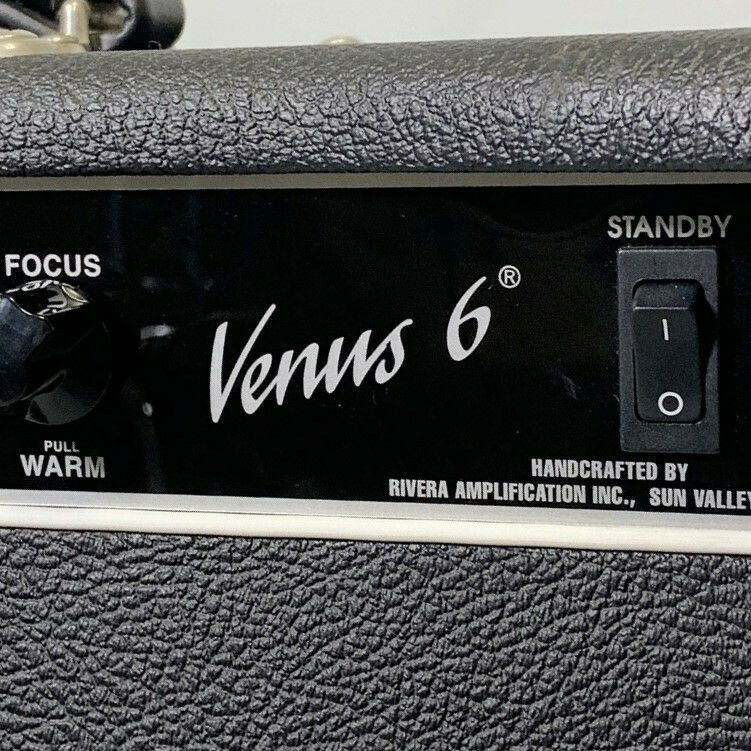 STANDBY
FOCUS
Venus 6®
I
O
PULL
WARM
HANDCRAFTED BY
RIVERA AMPLIFICATION INC., SUN VALLEY